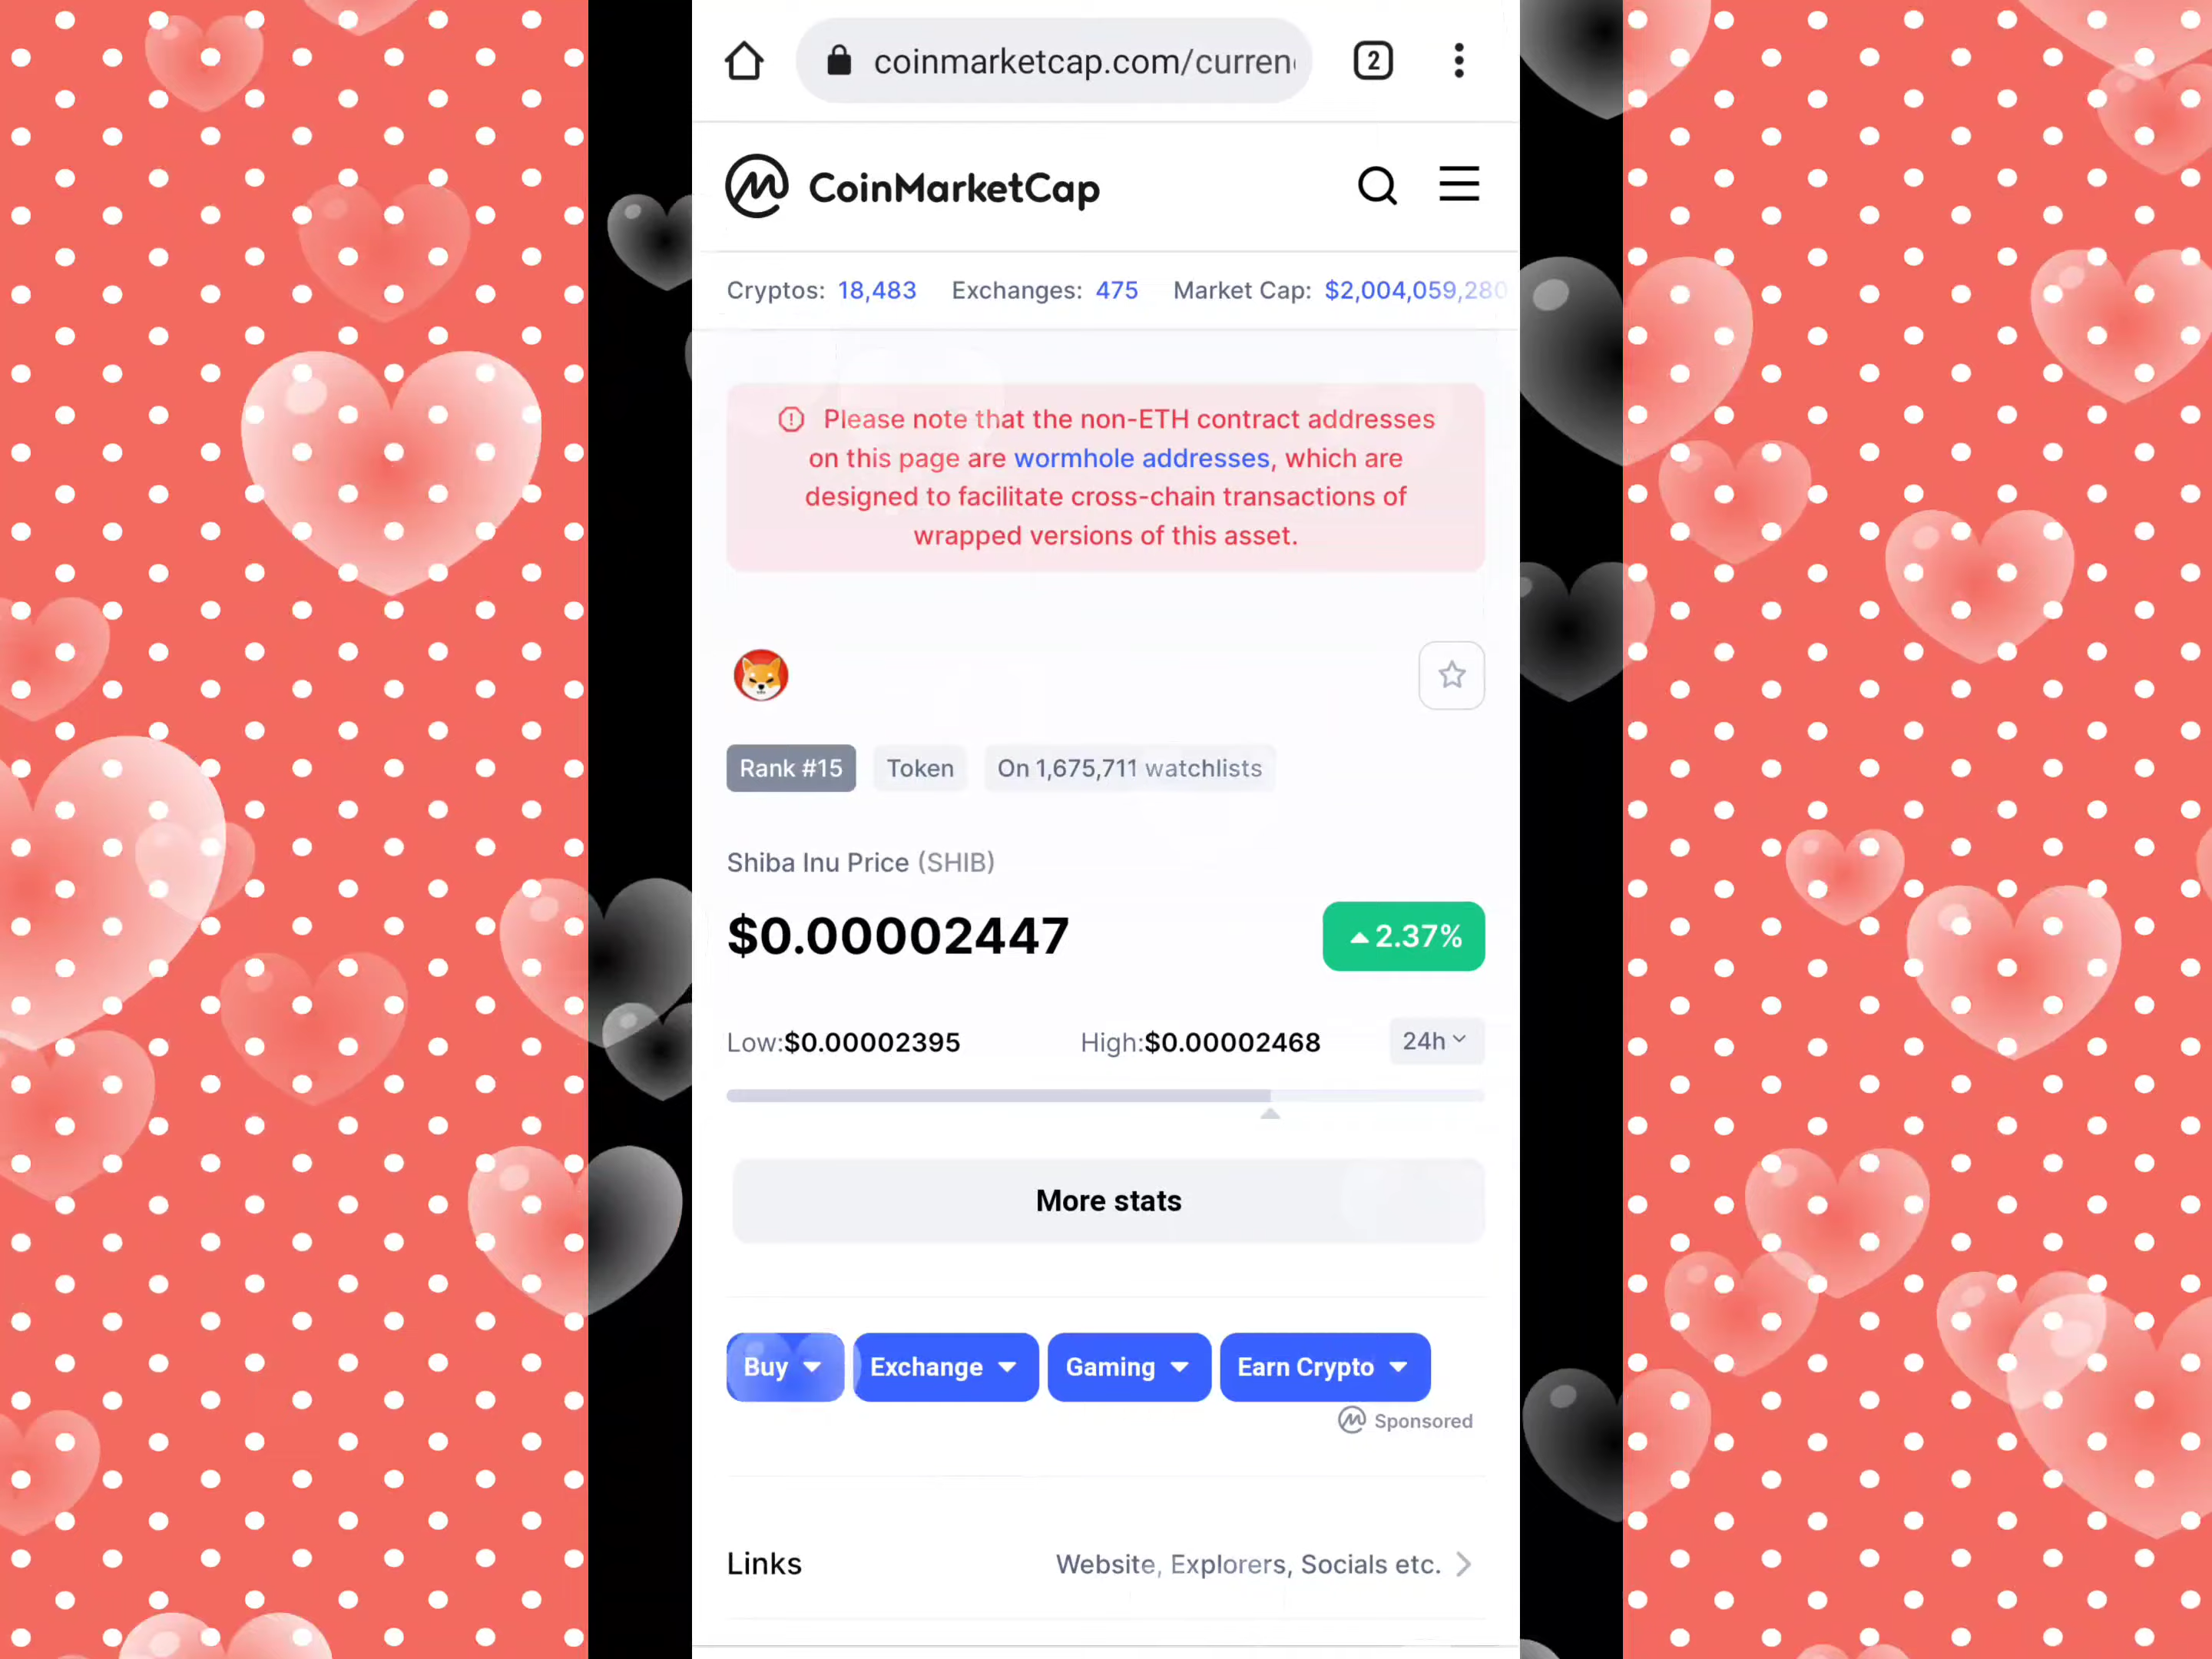 coinmarketcap.com/curren
2
CoinMarketCap
Cryptos: 18,483 Exchanges: 475 Market Cap: $2,004,059,280
Please note that the non-ETH contract addresses
on this page are wormhole addresses, which are
designed to facilitate cross-chain transactions of
wrapped versions of this asset.
Rank #15 Token On 1,675,711 watchlists
Shiba Inu Price (SHIB)
$0.00002447 2.37%
Low:$0.00002395 High:$0.00002468 24h
More stats
Buy Exchange Gaming Earn Crypto
Sponsored
Links Website, Explorers, Socials etc.